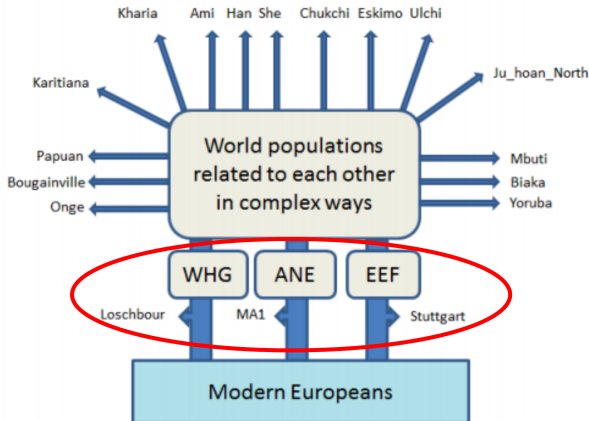 Kharia Ami Han She Chukchi Eskimo Ulchi
Ju_hoan_North
Karitiana
World populations
related to each other
in complex ways
Papuan
Bougainville
Onge
Mbuti
Biaka
Yoruba
WHG ANE EEF
Loschbour MA1 Stuttgart
Modern Europeans